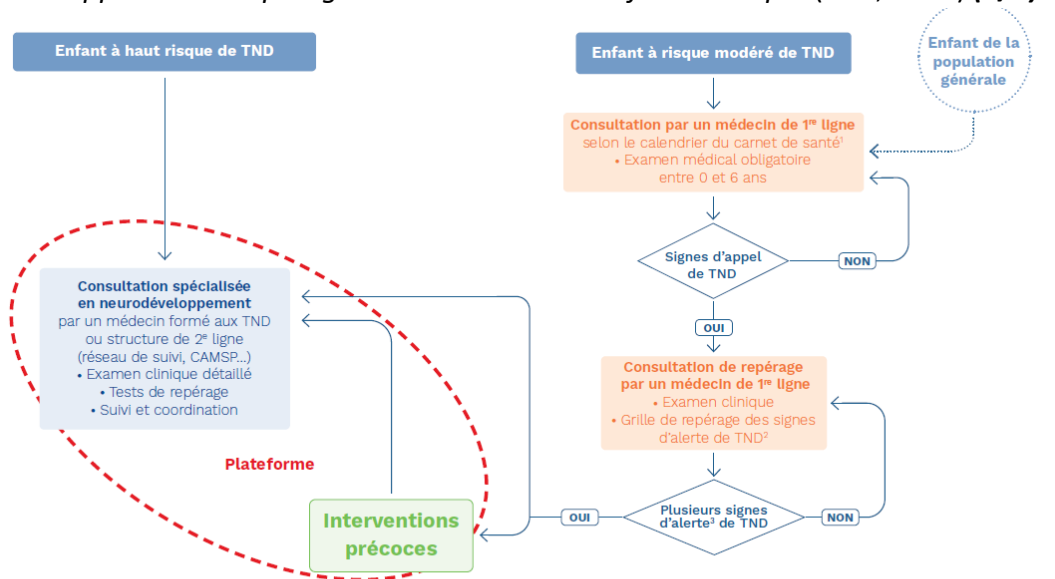 Enfant à haut risque de TND
Enfant à risque modéré de TND
Enfant de la
population
générale
Consultation par un médecin de 1re ligne
selon le calendrier du carnet de santé1
• Examen médical obligatoire
entre 0 et 6 ans
Signes d'appel
de TND
NON
OUI
Consultation spécialisée
en neurodéveloppement
par un médecin formé aux TND
ou structure de 2e ligne
(réseau de suivi, CAMSP...)
• Examen clinique détaillé
• Tests de repérage
• Suivi et coordination
Consultation de repérage
par un médecin de 1re ligne
• Examen clinique
• Grille de repérage des signes
d'alerte de TND2
Plateforme
Plusieurs signes
d'alerte3 de TND
OUI
NON
Interventions
précoces